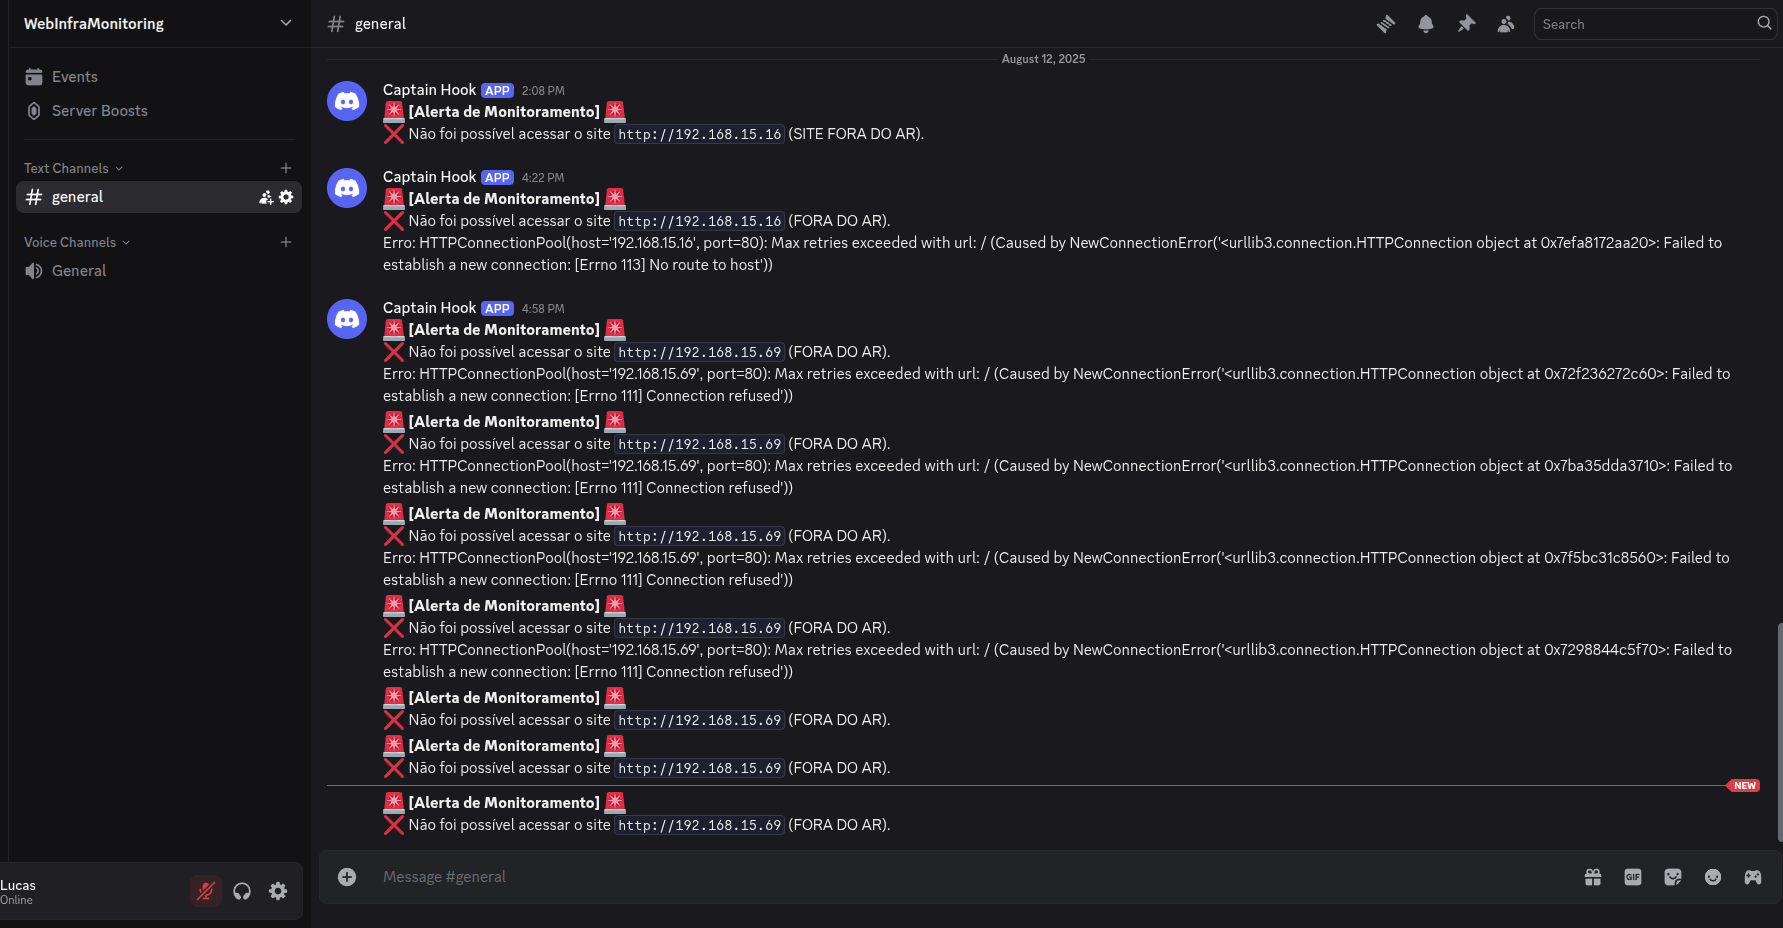 WebInfraMonitoring
Events
Server Boosts
Text Channels
general
Voice Channels
General
Lucas
Online
general
Search
August 12, 2025
Captain Hook APP 2:08 PM
[Alerta de Monitoramento]
Não foi possível acessar o site http://192.168.15.16 (SITE FORA DO AR).
Captain Hook APP 4:22 PM
[Alerta de Monitoramento]
Não foi possível acessar o site http://192.168.15.16 (FORA DO AR).
Erro: HTTPConnectionPool(host='192.168.15.16', port=80): Max retries exceeded with url: / (Caused by NewConnectionError('<urllib3.connection.HTTPConnection object at 0x7efa8172aa20>: Failed to
establish a new connection: [Errno 113] No route to host'))
Captain Hook APP 4:58 PM
[Alerta de Monitoramento]
Não foi possível acessar o site http://192.168.15.69 (FORA DO AR).
Erro: HTTPConnectionPool(host='192.168.15.69', port=80): Max retries exceeded with url: / (Caused by NewConnectionError('<urllib3.connection.HTTPConnection object at 0x72f236272c60>: Failed to
establish a new connection: [Errno 111] Connection refused'))
[Alerta de Monitoramento]
Não foi possível acessar o site http://192.168.15.69 (FORA DO AR).
Erro: HTTPConnectionPool(host='192.168.15.69', port=80): Max retries exceeded with url: / (Caused by NewConnectionError('<urllib3.connection.HTTPConnection object at 0x7ba35dda3710>: Failed to
establish a new connection: [Errno 111] Connection refused'))
[Alerta de Monitoramento]
Não foi possível acessar o site http://192.168.15.69 (FORA DO AR).
Erro: HTTPConnectionPool(host='192.168.15.69', port=80): Max retries exceeded with url: / (Caused by NewConnectionError('<urllib3.connection.HTTPConnection object at 0x7f5bc31c8560>: Failed to
establish a new connection: [Errno 111] Connection refused'))
[Alerta de Monitoramento]
Não foi possível acessar o site http://192.168.15.69 (FORA DO AR).
Erro: HTTPConnectionPool(host='192.168.15.69', port=80): Max retries exceeded with url: / (Caused by NewConnectionError('<urllib3.connection.HTTPConnection object at 0x7298844c5f70>: Failed to
establish a new connection: [Errno 111] Connection refused'))
[Alerta de Monitoramento]
Não foi possível acessar o site http://192.168.15.69 (FORA DO AR).
[Alerta de Monitoramento]
Não foi possível acessar o site http://192.168.15.69 (FORA DO AR).
NEW
[Alerta de Monitoramento]
Não foi possível acessar o site http://192.168.15.69 (FORA DO AR).
Message #general
GIF